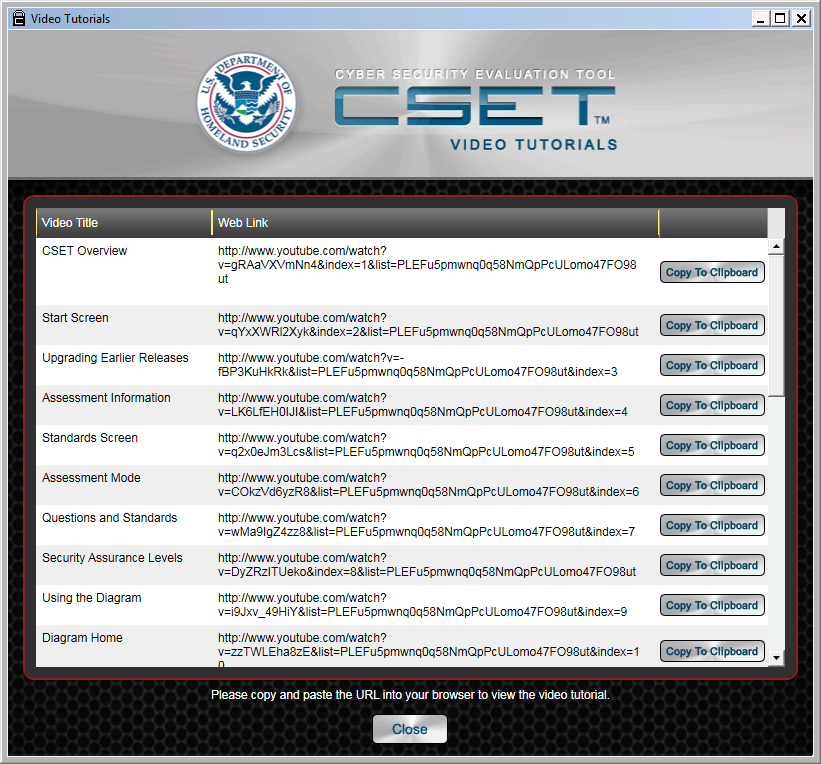 Video Tutorials
U.S. DEPARTMENT OF
HOMELAND SECURITY
CYBER SECURITY EVALUATION TOOL
CSET TM
VIDEO TUTORIALS
Video Title
Web Link
CSET Overview
http://www.youtube.com/watch?
v=gRAaVXVmNn4&index=1&list=PLEFu5pmwnq0q58NmQpPcULomo47FO98
ut
Copy To Clipboard
Start Screen
http://www.youtube.com/watch?
v=qYxXWRI2Xyk&index=2&list=PLEFu5pmwnq0q58NmQpPcULomo47FO98ut
Copy To Clipboard
Upgrading Earlier Releases
http://www.youtube.com/watch?v=-
fBP3KuHkRk&list=PLEFu5pmwnq0q58NmQpPcULomo47FO98ut&index=3
Copy To Clipboard
Assessment Information
http://www.youtube.com/watch?
v=LK6LfEH0IJI&list=PLEFu5pmwnq0q58NmQpPcULomo47FO98ut&index=4
Copy To Clipboard
Standards Screen
http://www.youtube.com/watch?
v=q2x0eJm3Lcs&list=PLEFu5pmwnq0q58NmQpPcULomo47FO98ut&index=5
Copy To Clipboard
Assessment Mode
http://www.youtube.com/watch?
v=COkzVd6yzR8&list=PLEFu5pmwnq0q58NmQpPcULomo47FO98ut&index=6
Copy To Clipboard
Questions and Standards
http://www.youtube.com/watch?
v=wMa9IgZ4zz8&list=PLEFu5pmwnq0q58NmQpPcULomo47FO98ut&index=7
Copy To Clipboard
Security Assurance Levels
http://www.youtube.com/watch?
v=DyZRzITUeko&index=8&list=PLEFu5pmwnq0q58NmQpPcULomo47FO98ut
Copy To Clipboard
Using the Diagram
http://www.youtube.com/watch?
v=i9Jxv_49HiY&list=PLEFu5pmwnq0q58NmQpPcULomo47FO98ut&index=9
Copy To Clipboard
Diagram Home
http://www.youtube.com/watch?
v=zzTWLEha8zE&list=PLEFu5pmwnq0q58NmQpPcULomo47FO98ut&index=1
0
Copy To Clipboard
Please copy and paste the URL into your browser to view the video tutorial.
Close